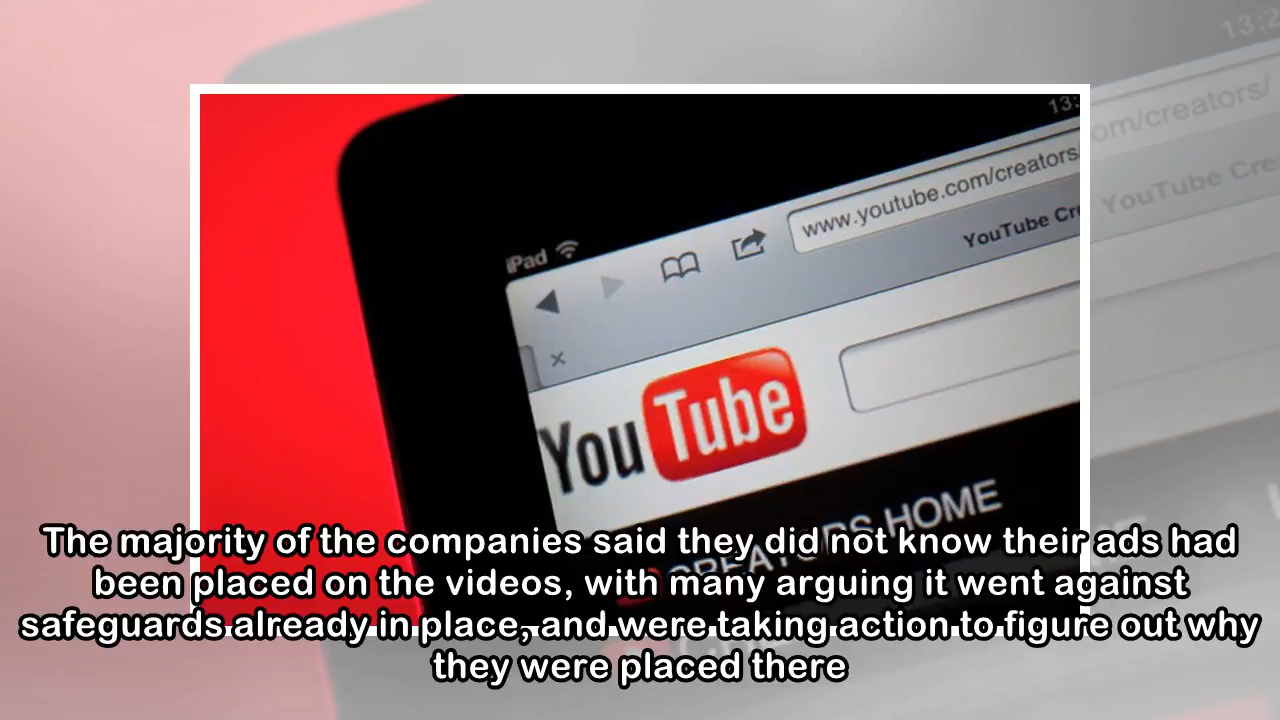 13:2
13:
om/creators/
www.youtube.com/creators/
YouTube Cre
YouTube Cr
iPad
YouTube
CREATORS HOME
The majority of the companies said they did not know their ads had
been placed on the videos, with many arguing it went against
safeguards already in place, and were taking action to figure out why
they were placed there